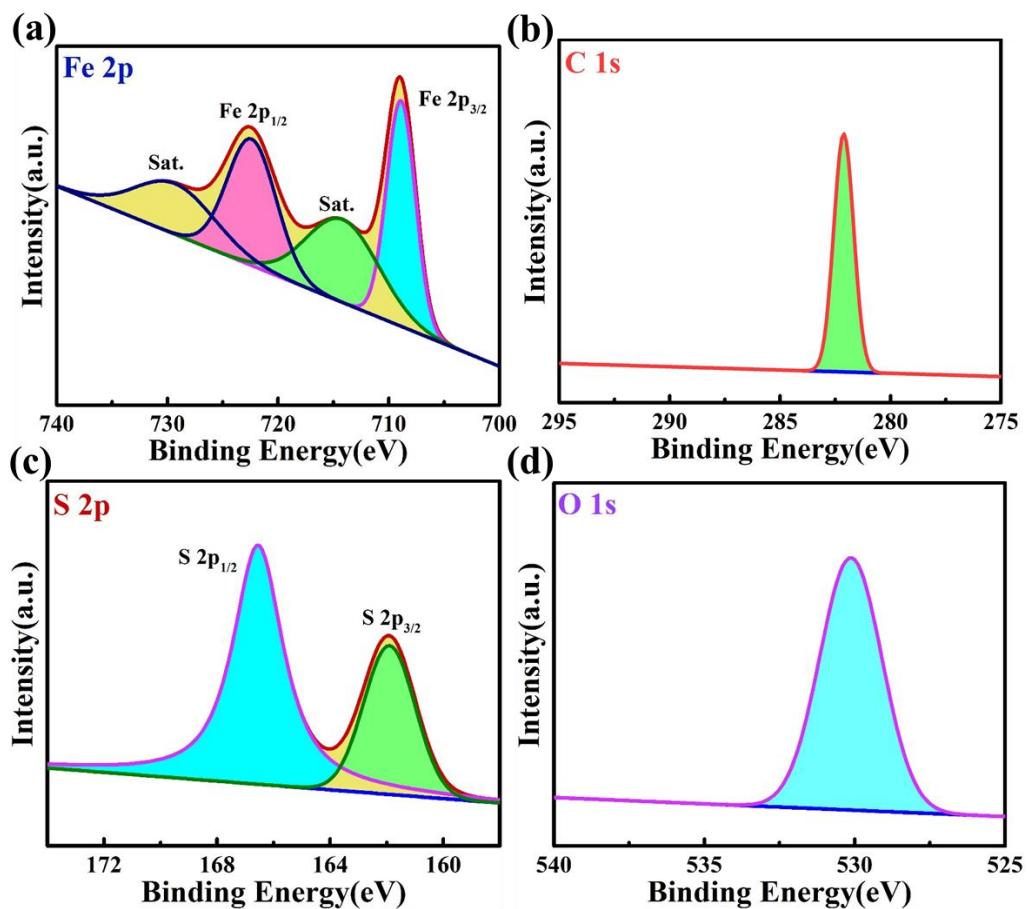 (a)
Fe 2p
Sat.
Fe 2p1/2
Sat.
Fe 2p3/2
Intensity(a.u.)
740 730 720 710 700
Binding Energy(eV)
(b)
C 1s
Intensity(a.u.)
295 290 285 280 275
Binding Energy(eV)
(c)
S 2p
S 2p1/2
S 2p3/2
Intensity(a.u.)
172 168 164 160
Binding Energy(eV)
(d)
O 1s
Intensity(a.u.)
540 535 530 525
Binding Energy(eV)